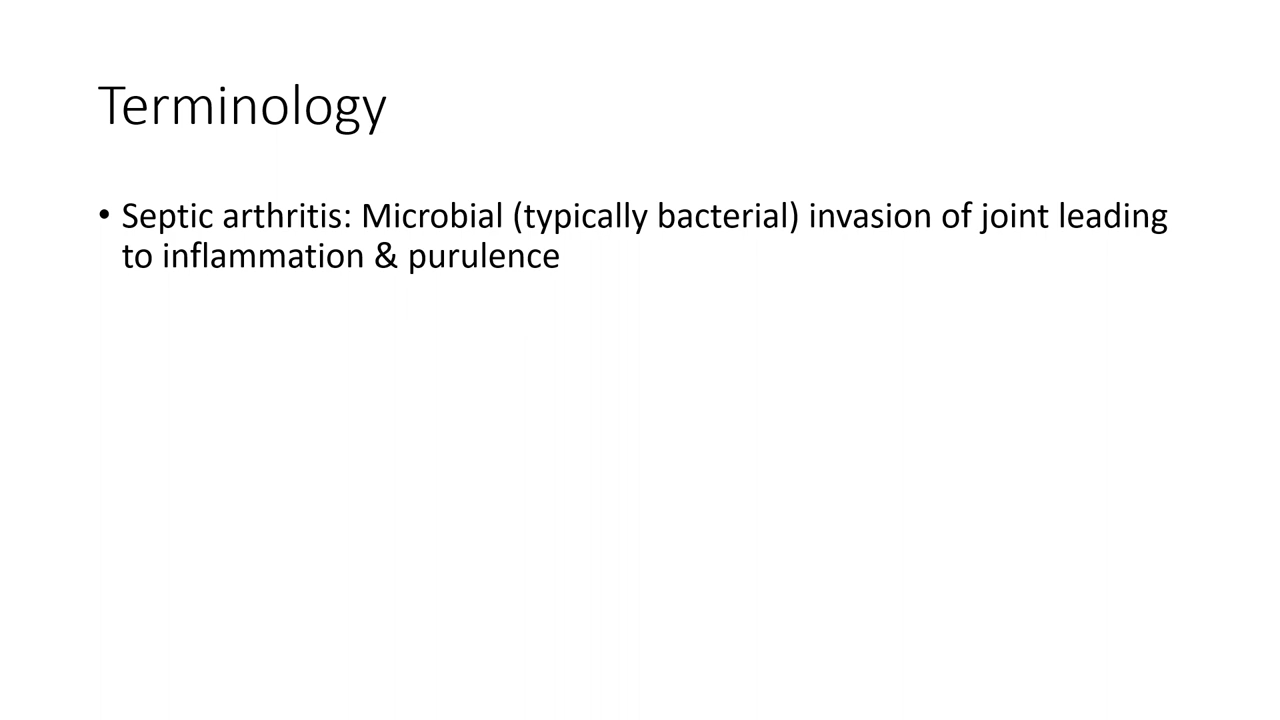 Terminology
• Septic arthritis: Microbial (typically bacterial) invasion of joint leading
to inflammation & purulence